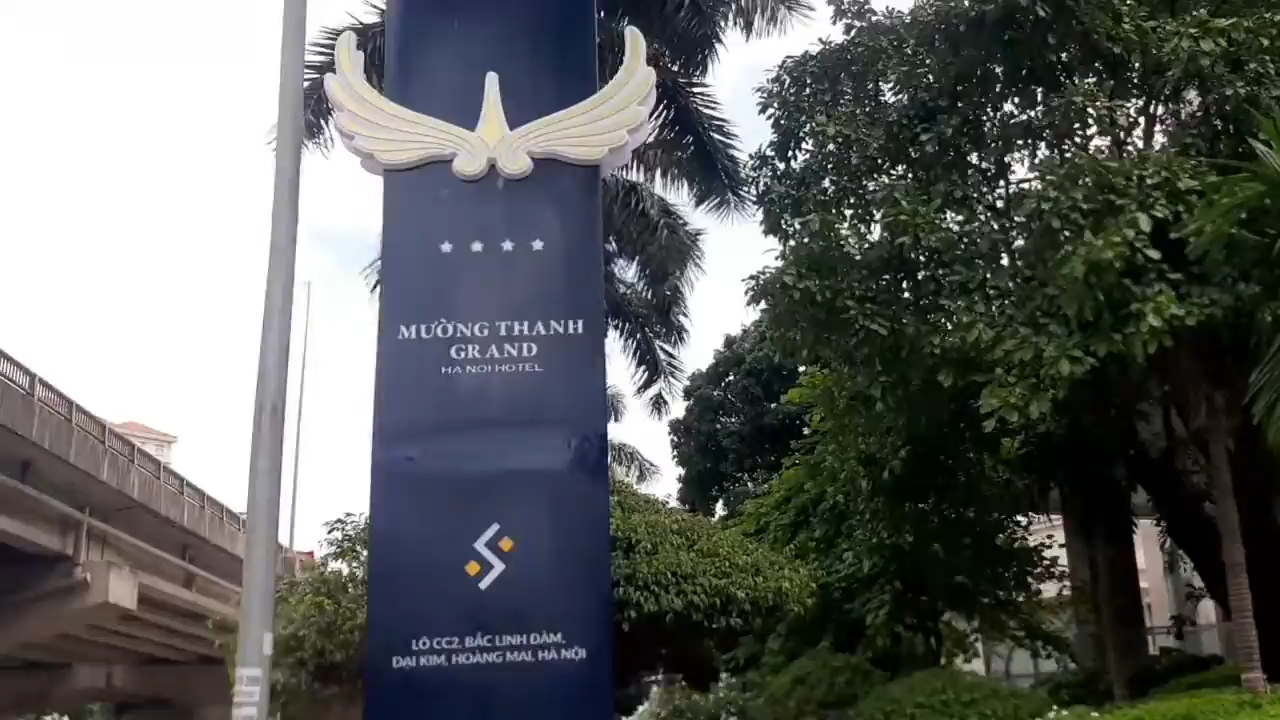 MƯỜNG THANH
GRAND
HA NOI HOTEL
LÔ CC2, BẮC LINH ĐÀM,
ĐẠI KIM, HOÀNG MAI, HÀ NỘI